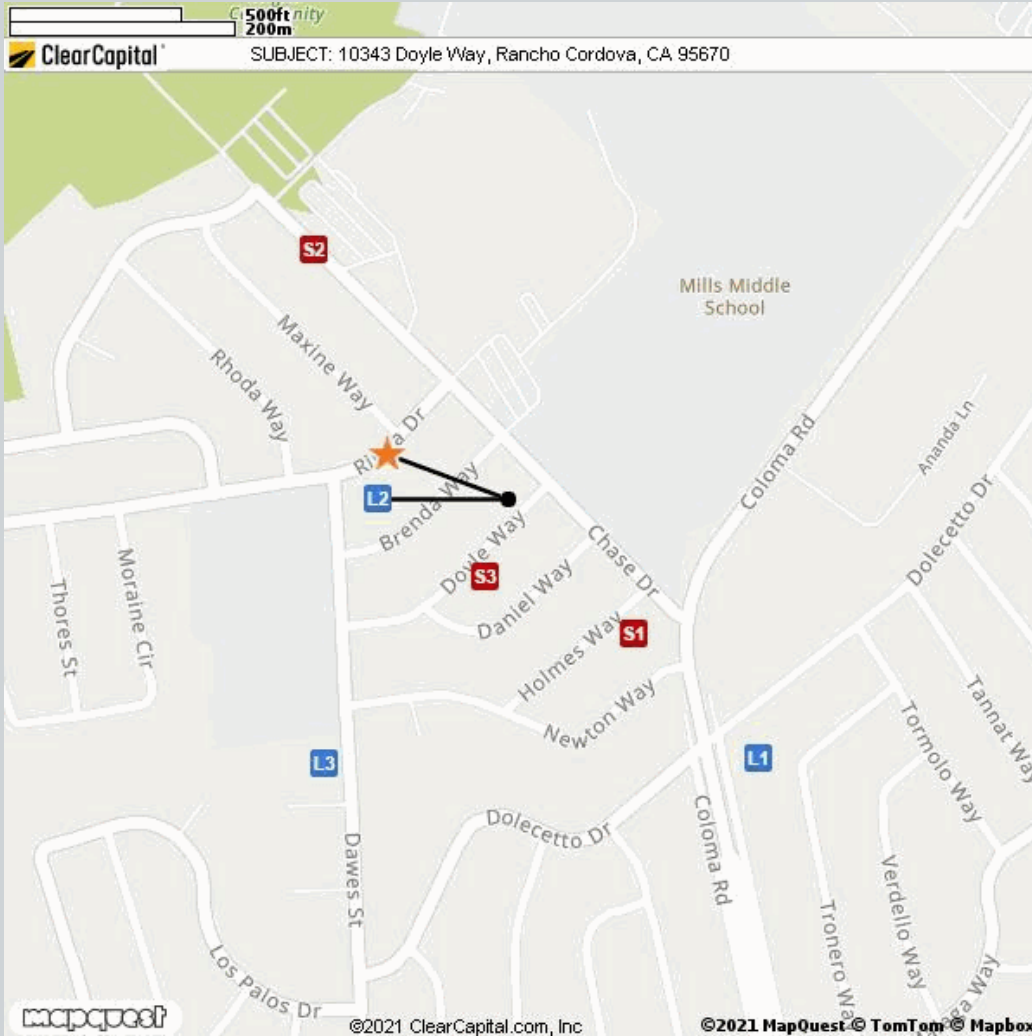 500ft
200m
ClearCapital
SUBJECT: 10343 Doyle Way, Rancho Cordova, CA 95670
S2
Mills Middle
School
Maxine Way
Rhoda Way
Coloma Rd
Ananda Ln
L2
Brenda Way
Doyle Way
Chase Dr
Dolecetto Dr
S3
Thores St
Moraine Cir
Daniel Way
S1
Holmes Way
Newton Way
Tannat Way
Tormolo Way
L3
L1
Dolecetto Dr
Coloma Rd
Dawes St
Verdello Way
Los Palos Dr
mapquest
©2021 ClearCapital.com, Inc
©2021 MapQuest © TomTom © Mapbox